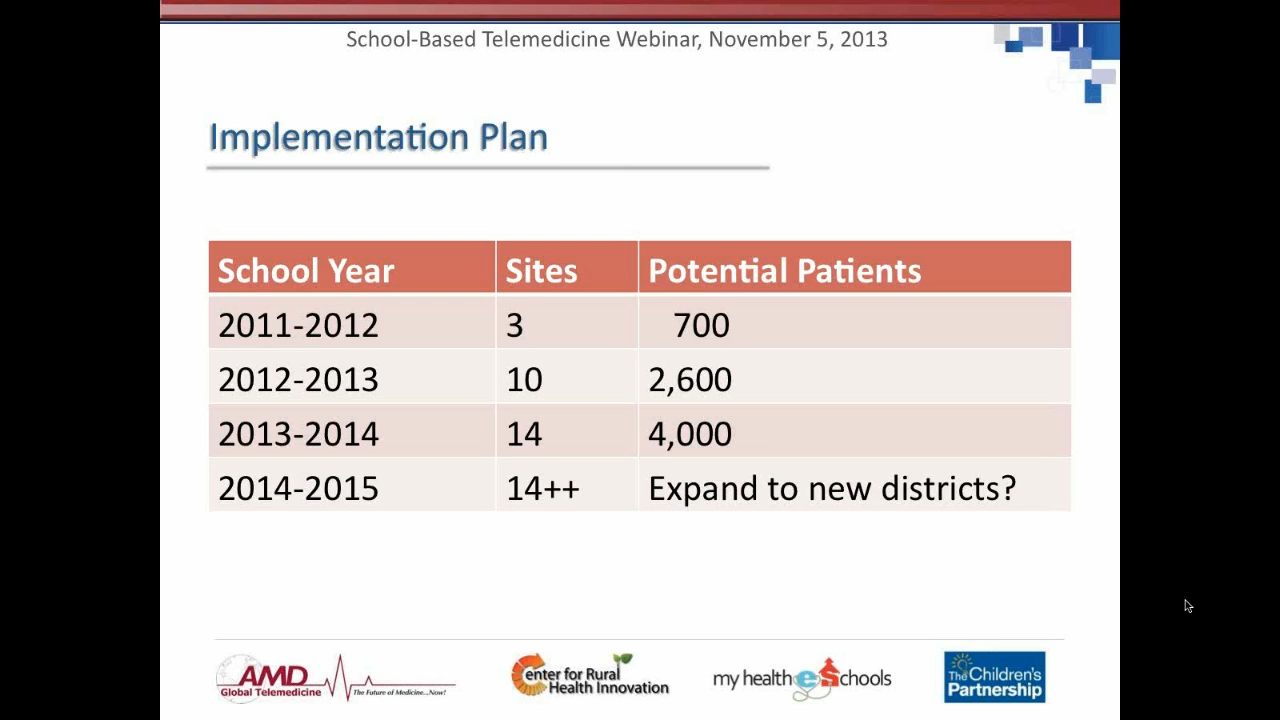 School-Based Telemedicine Webinar, November 5, 2013
Implementation Plan
School Year Sites Potential Patients
2011-2012 3 700
2012-2013 10 2,600
2013-2014 14 4,000
2014-2015 14++ Expand to new districts?
AMD
Global Telemedicine
The Future of Medicine...Now!
Center for Rural
Health Innovation
my health e Schools
The Children's
Partnership